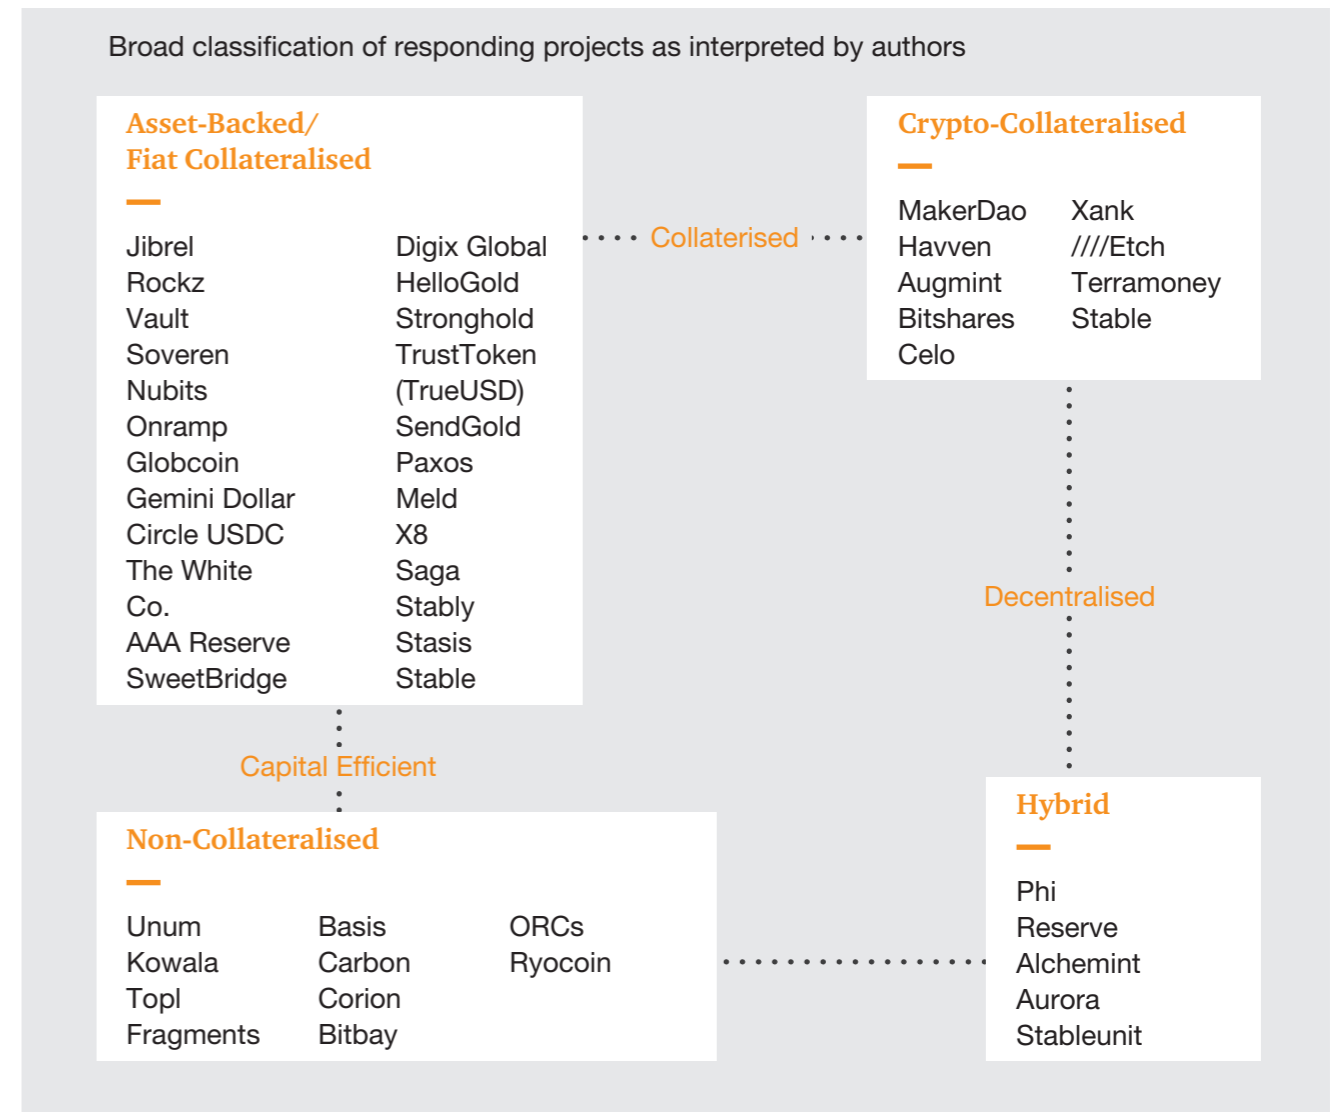 Broad classification of responding projects as interpreted by authors
Asset-Backed/
Fiat Collateralised
Jibrel
Rockz
Vault
Soveren
Nubits
Onramp
Globcoin
Gemini Dollar
Circle USDC
The White
Co.
AAA Reserve
SweetBridge
Digix Global
HelloGold
Stronghold
TrustToken
(TrueUSD)
SendGold
Paxos
Meld
X8
Saga
Stably
Stasis
Stable
Collaterised
Crypto-Collateralised
MakerDao
Havven
Augmint
Bitshares
Celo
Xank
////Etch
Terramoney
Stable
Decentralised
Capital Efficient
Non-Collateralised
Unum
Kowala
Topl
Fragments
Basis
Carbon
Corion
Bitbay
ORCs
Ryocoin
Hybrid
Phi
Reserve
Alchemint
Aurora
Stableunit